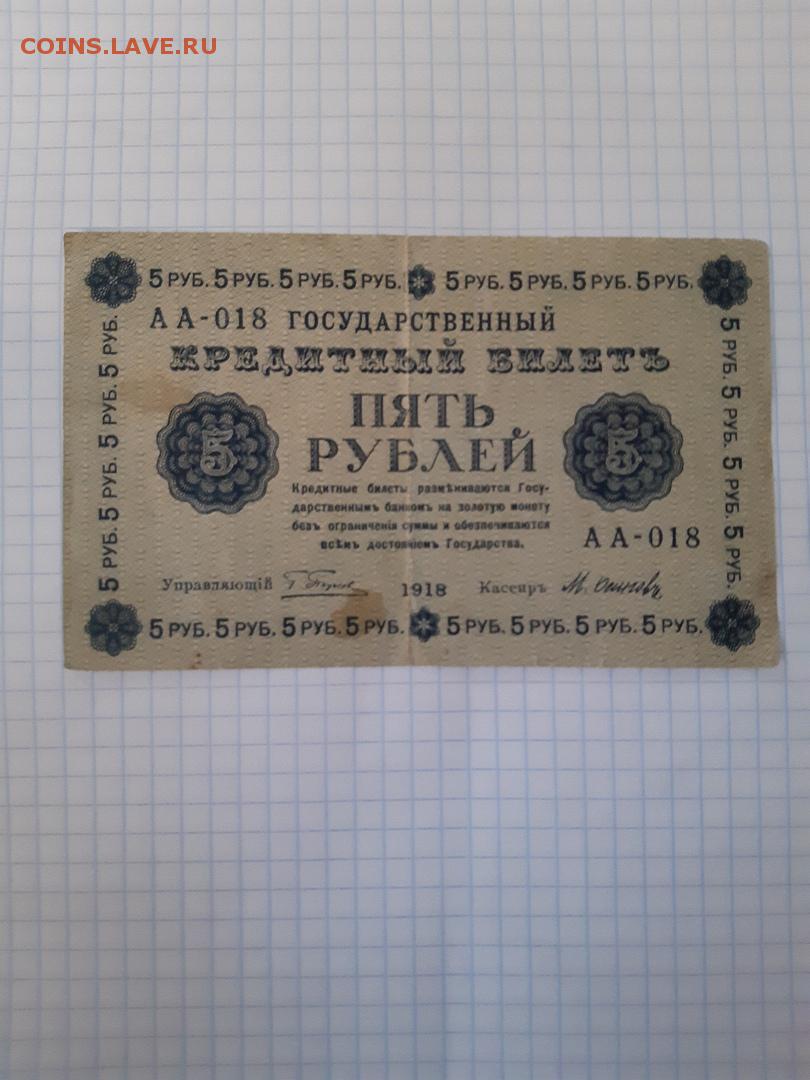 COINS.LAVE.RU
5 РУБ. 5 РУБ. 5 РУБ. 5 РУБ. 5 РУБ. 5 РУБ. 5 РУБ. 5 РУБ.
АА-018 ГОСУДАРСТВЕННЫЙ
КРЕДИТНЫЙ БИЛЕТЪ
ПЯТЬ
РУБЛЕЙ
5
5
Кредитные билеты размѣниваются Госу-
дарственнымъ банкомъ на золотую монету
безъ ограниченія суммы и обезпечиваются
всѣмъ достояніемъ Государства.
АА-018
Управляющій 1918 Кассиръ
5 РУБ. 5 РУБ. 5 РУБ. 5 РУБ.
5 РУБ. 5 РУБ. 5 РУБ. 5 РУБ.
5 РУБ. 5 РУБ. 5 РУБ. 5 РУБ. 5 РУБ. 5 РУБ. 5 РУБ. 5 РУБ.